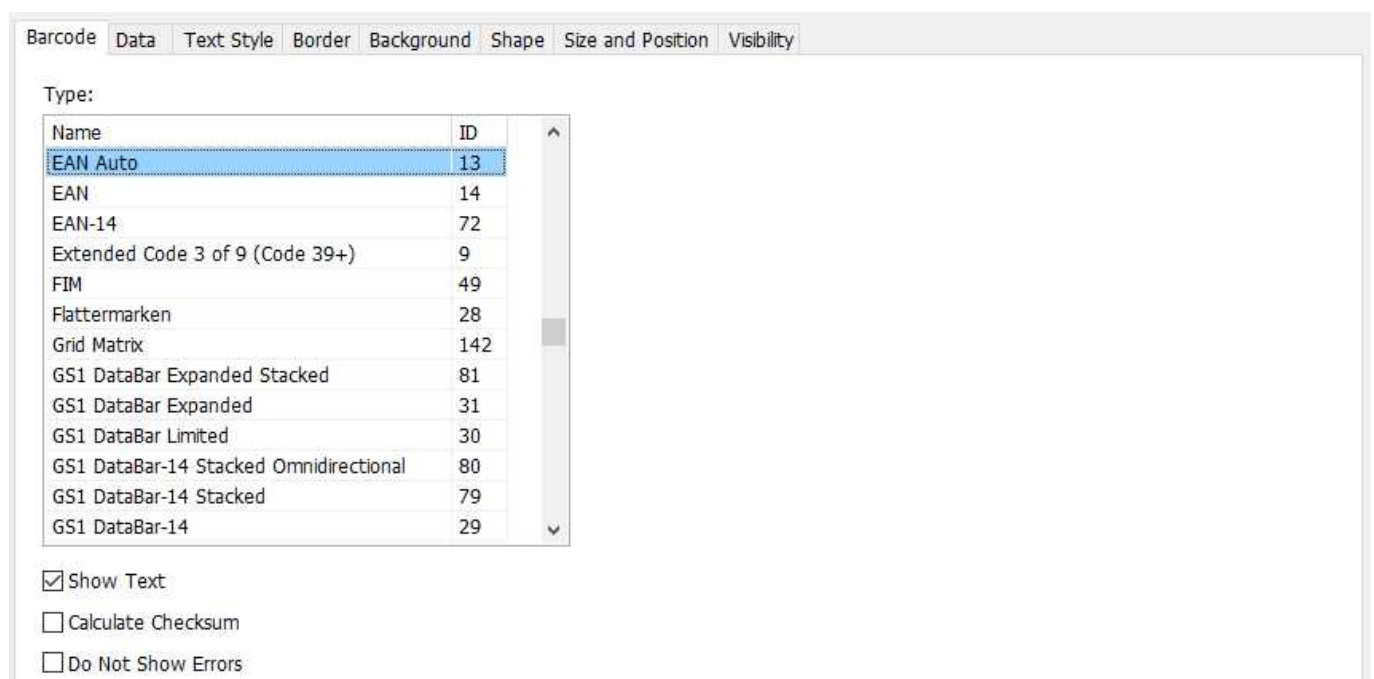 Barcode Data Text Style Border Background Shape Size and Position Visibility
Type:
Name ID
EAN Auto 13
EAN 14
EAN-14 72
Extended Code 3 of 9 (Code 39+) 9
FIM 49
Flattermarken 28
Grid Matrix 142
GS1 DataBar Expanded Stacked 81
GS1 DataBar Expanded 31
GS1 DataBar Limited 30
GS1 DataBar-14 Stacked Omnidirectional 80
GS1 DataBar-14 Stacked 79
GS1 DataBar-14 29
Show Text
Calculate Checksum
Do Not Show Errors